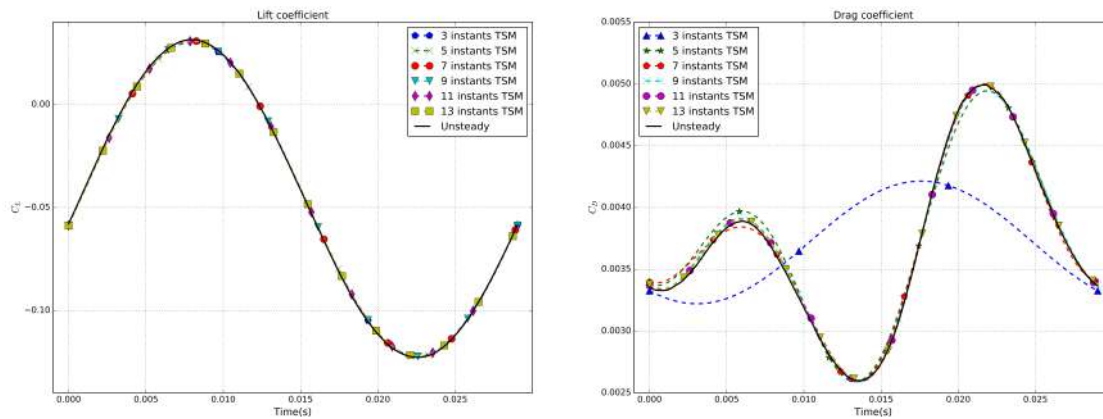 Lift coefficient
3 instants TSM
5 instants TSM
7 instants TSM
9 instants TSM
11 instants TSM
13 instants TSM
Unsteady
0.00
−0.05
−0.10
C_L
0.000
0.005
0.010
0.015
0.020
0.025
Time(s)
Drag coefficient
3 instants TSM
5 instants TSM
7 instants TSM
9 instants TSM
11 instants TSM
13 instants TSM
Unsteady
0.0055
0.0050
0.0045
0.0040
0.0035
0.0030
0.0025
C_D
0.000
0.005
0.010
0.015
0.020
0.025
Time(s)